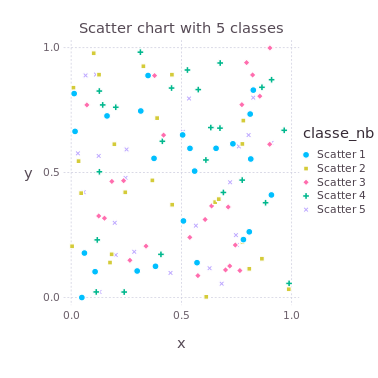 Scatter chart with 5 classes
1.0
0.5
0.0
y
0.0
0.5
1.0
x
classe_nb
Scatter 1
Scatter 2
Scatter 3
Scatter 4
Scatter 5